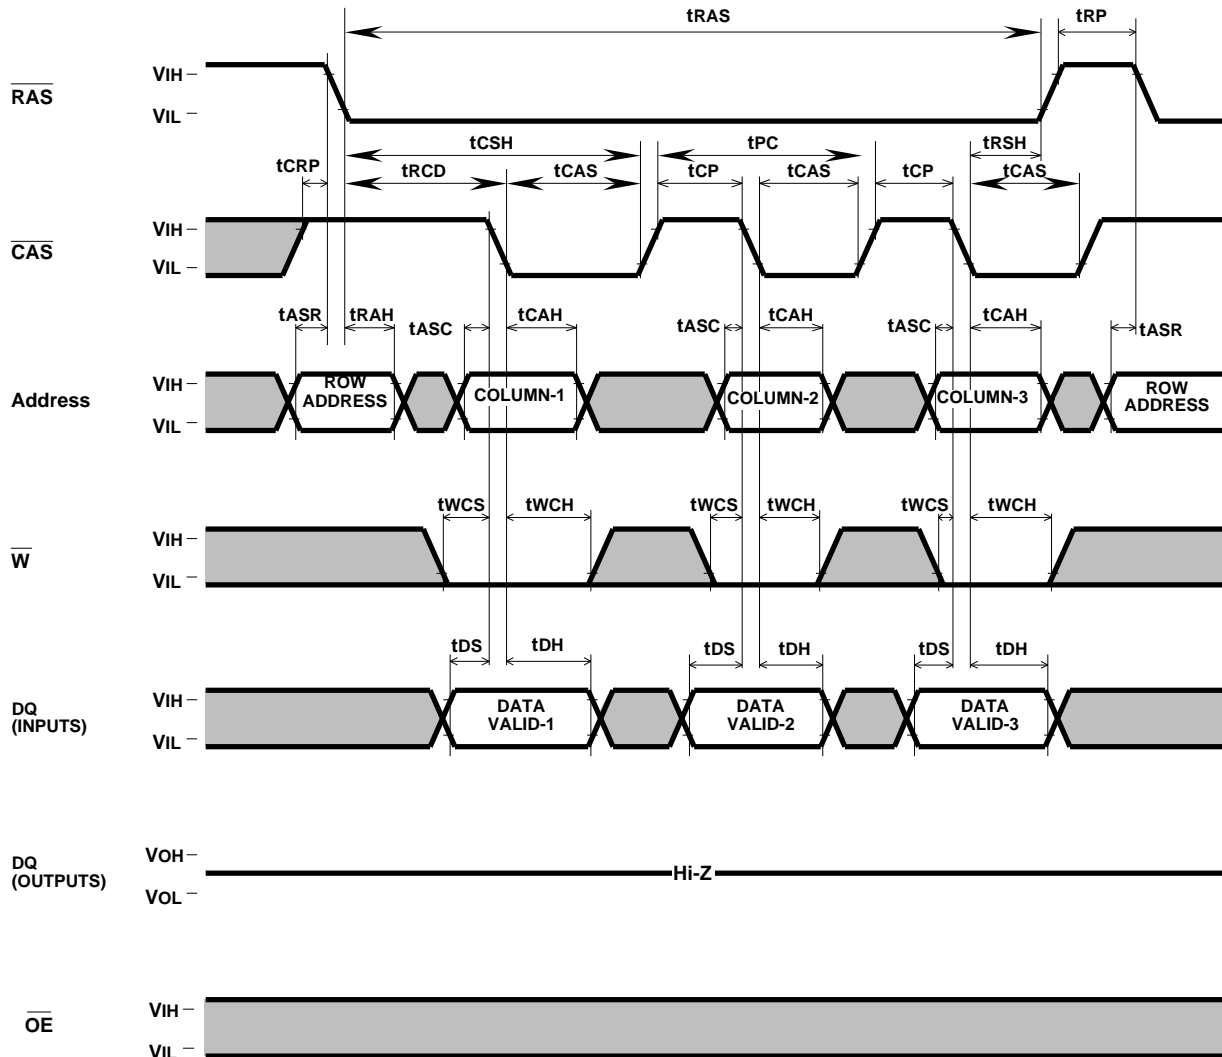 tRAS tRP
RAS
VIH
VIL
tCSH tPC tRSH
tCRP tRCD tCAS tCP tCAS tCP tCAS
CAS
VIH
VIL
tASR tRAH tASC tCAH tASC tCAH tASC tCAH tASR
Address
VIH
VIL
ROW
ADDRESS
COLUMN-1
COLUMN-2
COLUMN-3
ROW
ADDRESS
tWCS tWCH tWCS tWCH tWCS tWCH
W
VIH
VIL
tDS tDH tDS tDH tDS tDH
DQ
(INPUTS)
VIH
VIL
DATA
VALID-1
DATA
VALID-2
DATA
VALID-3
DQ
(OUTPUTS)
VOH
VOL
Hi-Z
OE
VIH
VIL